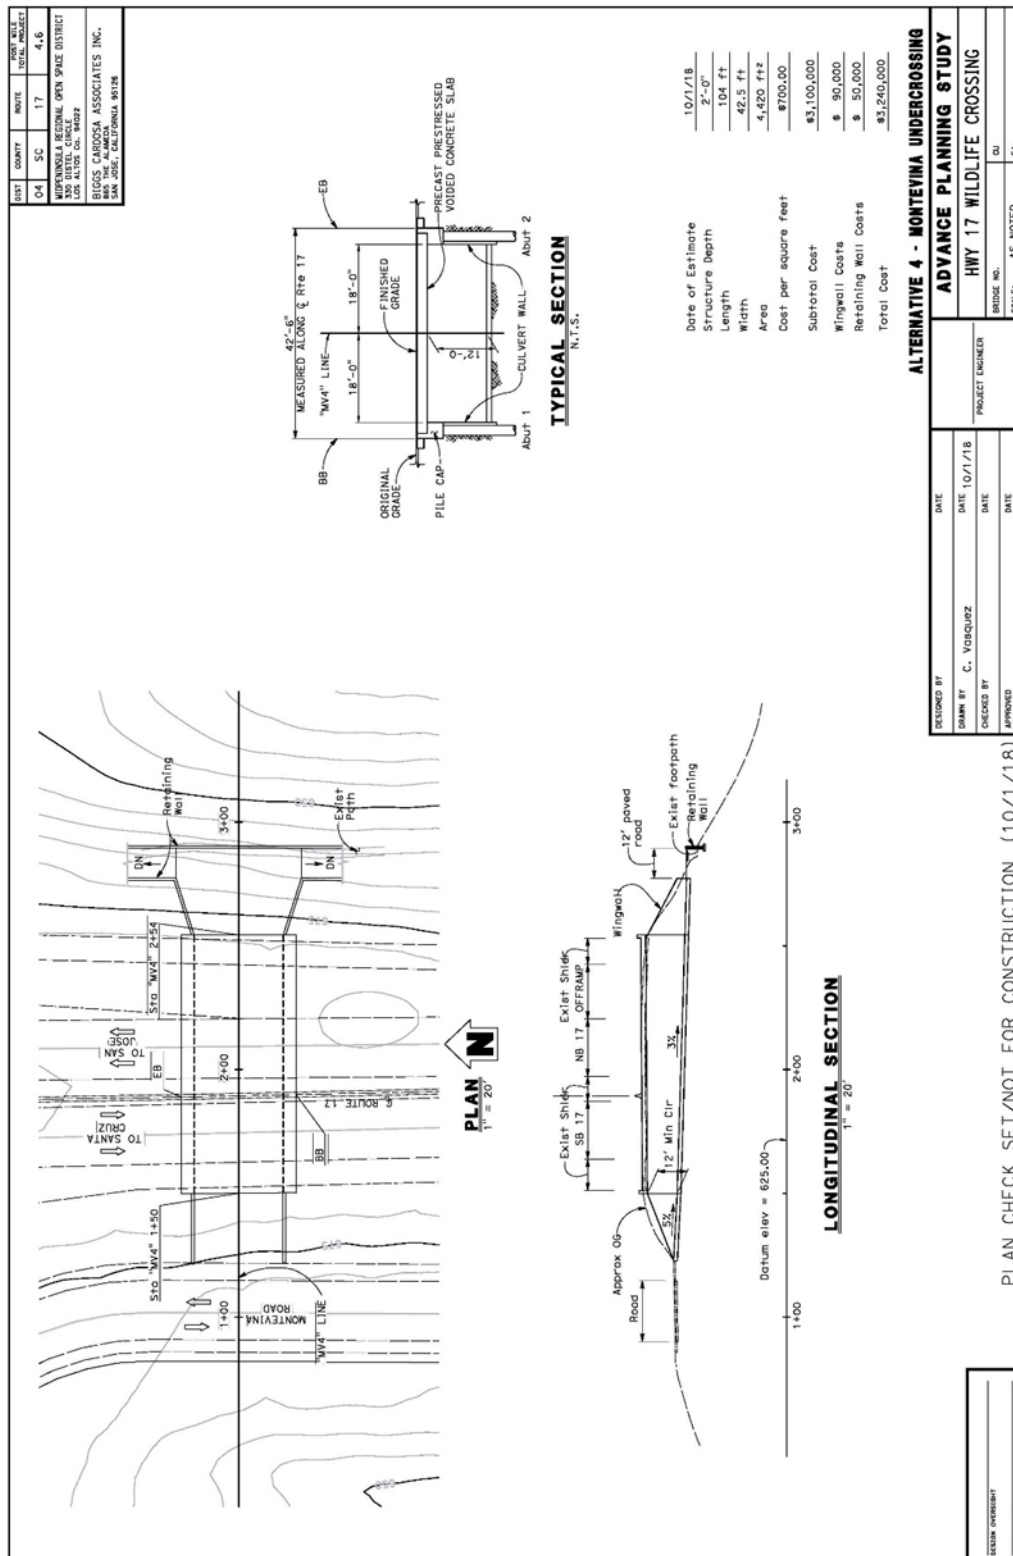 DIST COUNTY ROUTE POST MILE TOTAL PROJECT
04 SC 17 4.6
MIDPENINSULA REGIONAL OPEN SPACE DISTRICT
330 DISTEL CIRCLE
LOS ALTOS Co. 94022
BIGGS CARDOSA ASSOCIATES INC.
865 THE ALAMEDA
SAN JOSE, CALIFORNIA 95126
Retaining
Wall
3+00
Exist
Path
650
DN
DN
675
Sta "MV4" 2+54
TO SAN
JOSE
EB
2+00
℄ ROUTE 17
TO SANTA
CRUZ
BB
Sta "MV4" 1+50
675
1+00
MONTEVINA
ROAD
"MV4" LINE
650
N
PLAN
1" = 20'
42'-6"
MEASURED ALONG ℄ Rte 17
BB
EB
"MV4" LINE
18'-0"
18'-0"
FINISHED
GRADE
ORIGINAL
GRADE
PILE CAP
12'-0
PRECAST PRESTRESSED
VOIDED CONCRETE SLAB
CULVERT WALL
Abut 1
Abut 2
TYPICAL SECTION
N.T.S.
12' paved
road
Exist footpath
Retaining
Wall
Wingwall
Exist Shldr
OFFRAMP
NB 17
Exist Shldr
SB 17
3%
12' Min Clr
5%
Approx OG
Road
3+00
2+00
1+00
Datum elev = 625.00
LONGITUDINAL SECTION
1" = 20'
Date of Estimate 10/1/18
Structure Depth 2'-0"
Length 104 ft
Width 42.5 ft
Area 4,420 ft²
Cost per square feet $700.00
Subtotal Cost $3,100,000
Wingwall Costs $ 90,000
Retaining Wall Costs $ 50,000
Total Cost $3,240,000
ALTERNATIVE 4 - MONTEVINA UNDERCROSSING
DESIGNED BY DATE
DRAWN BY C. Vasquez DATE 10/1/18
CHECKED BY DATE
APPROVED DATE
PROJECT ENGINEER
ADVANCE PLANNING STUDY
HWY 17 WILDLIFE CROSSING
BRIDGE NO. CU
PLAN CHECK SET/NOT FOR CONSTRUCTION (10/1/18)
DESIGN OVERSIGHT